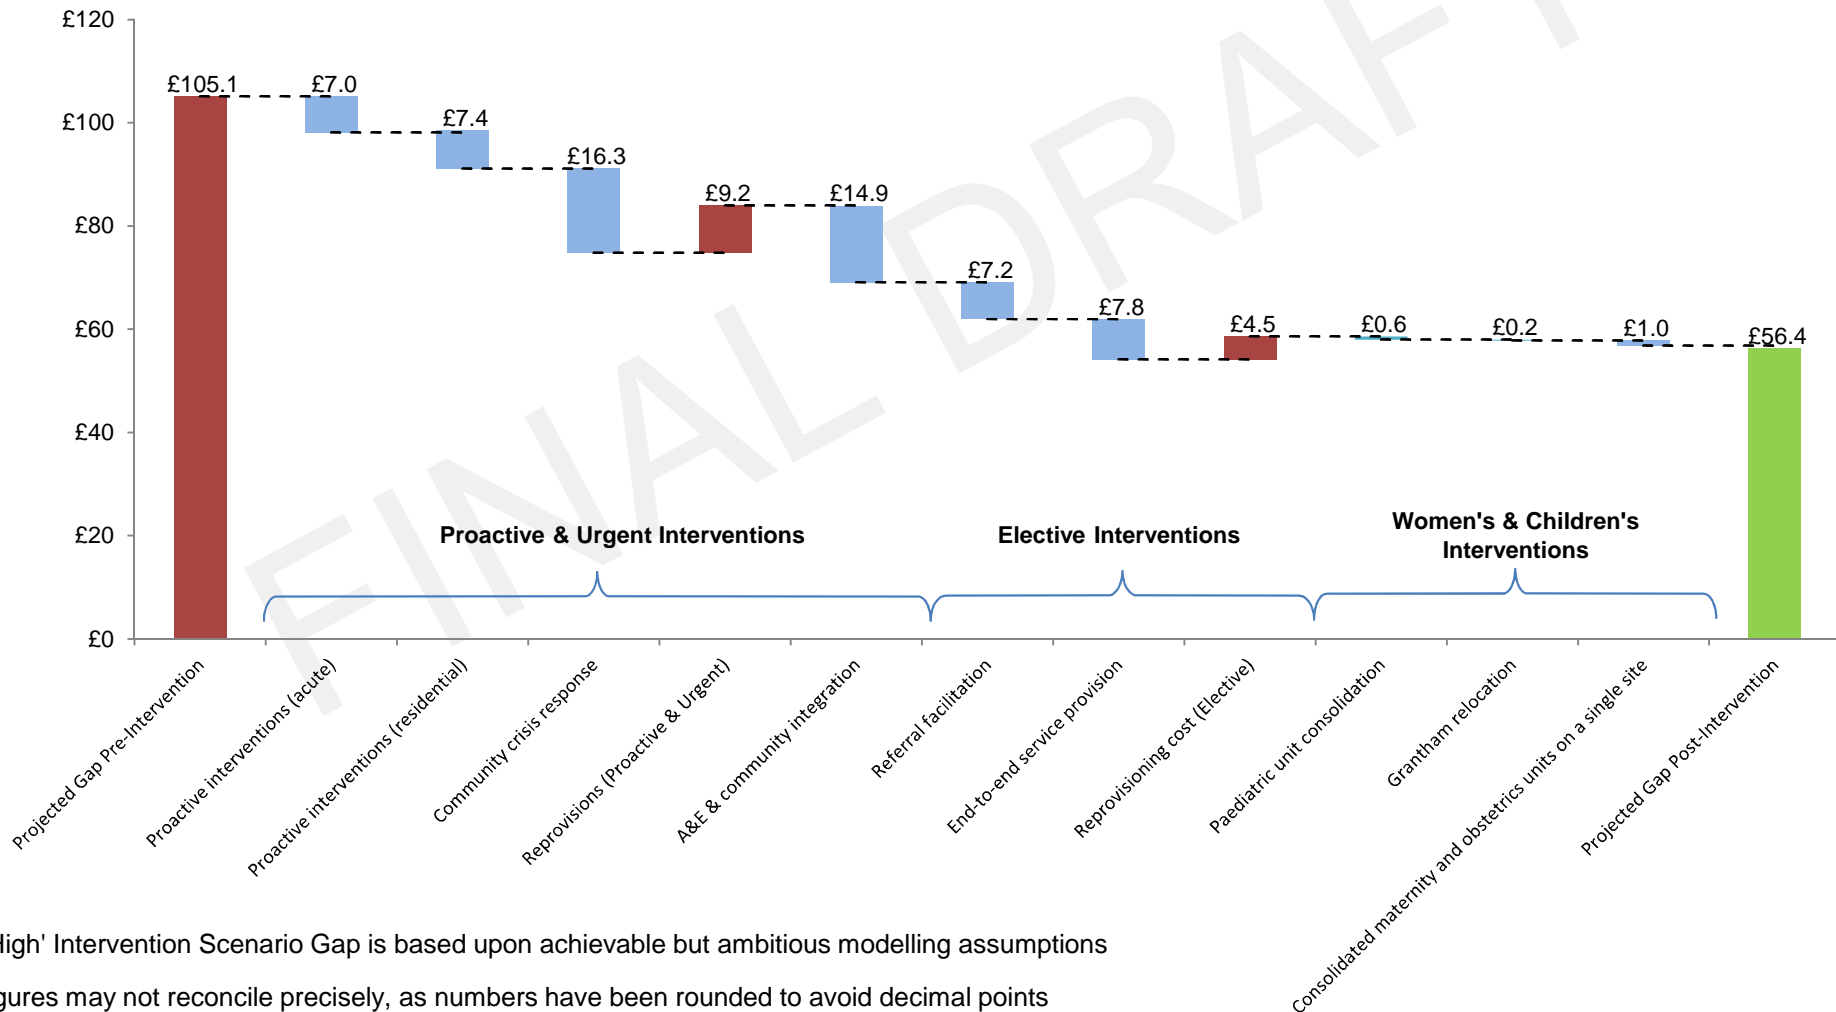 £120
£100
£80
£60
£40
£20
£0
£105.1
£7.0
£7.4
£16.3
£9.2
£14.9
£7.2
£7.8
£4.5
£0.6
£0.2
£1.0
£56.4
FINAL DRAFT
Proactive & Urgent Interventions
Elective Interventions
Women's & Children's
Interventions
Projected Gap Pre-Intervention
Proactive interventions (acute)
Proactive interventions (residential)
Community crisis response
Reprovisions (Proactive & Urgent)
A&E & community integration
Referral facilitation
End-to-end service provision
Reprovisioning cost (Elective)
Paediatric unit consolidation
Grantham relocation
Consolidated maternity and obstetrics units on a single site
Projected Gap Post-Intervention
High' Intervention Scenario Gap is based upon achievable but ambitious modelling assumptions
gures may not reconcile precisely, as numbers have been rounded to avoid decimal points